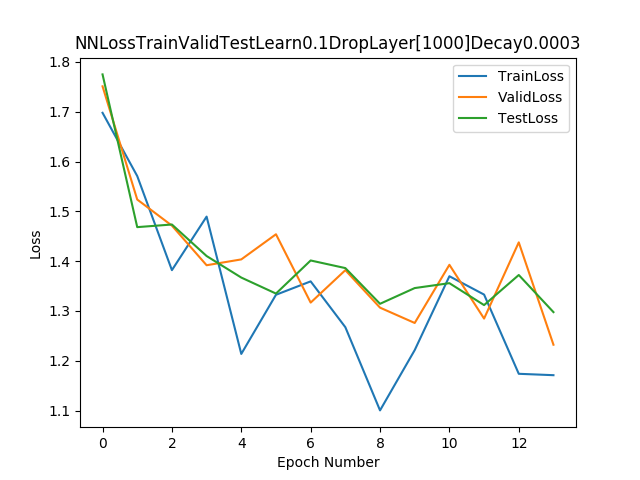 NNLossTrainValidTestLearn0.1DropLayer[1000]Decay0.0003
TrainLoss
ValidLoss
TestLoss
Loss
1.8
1.7
1.6
1.5
1.4
1.3
1.2
1.1
0 2 4 6 8 10 12
Epoch Number